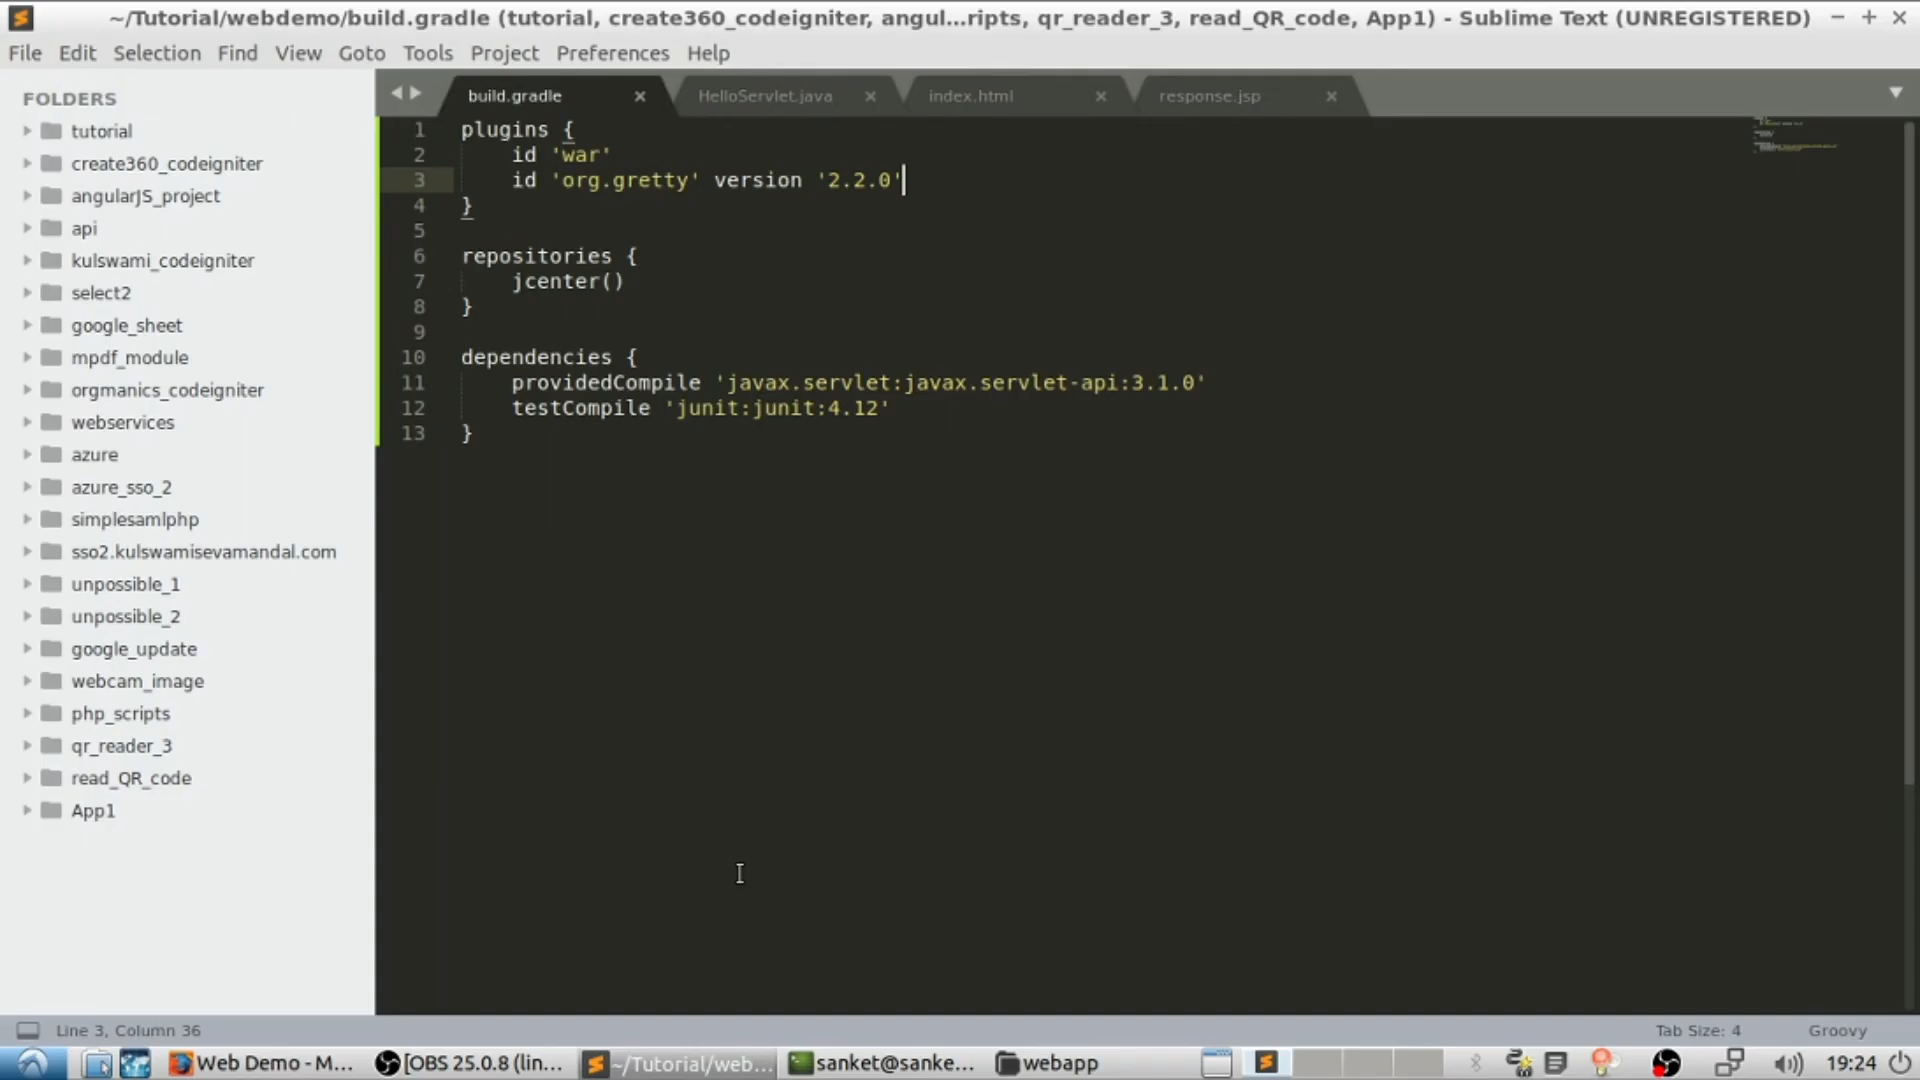 ~/Tutorial/webdemo/build.gradle (tutorial, create360_codeigniter, angul...ripts, qr_reader_3, read_QR_code, App1) - Sublime Text (UNREGISTERED)
File Edit Selection Find View Goto Tools Project Preferences Help
FOLDERS
tutorial
create360_codeigniter
angularJS_project
api
kulswami_codeigniter
select2
google_sheet
mpdf_module
orgmanics_codeigniter
webservices
azure
azure_sso_2
simplesamlphp
sso2.kulswamisevamandal.com
unpossible_1
unpossible_2
google_update
webcam_image
php_scripts
qr_reader_3
read_QR_code
App1
build.gradle HelloServlet.java index.html response.jsp
1 plugins {
2 id 'war'
3 id 'org.gretty' version '2.2.0'
4 }
5
6 repositories {
7 jcenter()
8 }
9
10 dependencies {
11 providedCompile 'javax.servlet:javax.servlet-api:3.1.0'
12 testCompile 'junit:junit:4.12'
13 }
Line 3, Column 36 Tab Size: 4 Groovy
Web Demo - M... [OBS 25.0.8 (lin... ~/Tutorial/web... sanket@sanke... webapp 19:24